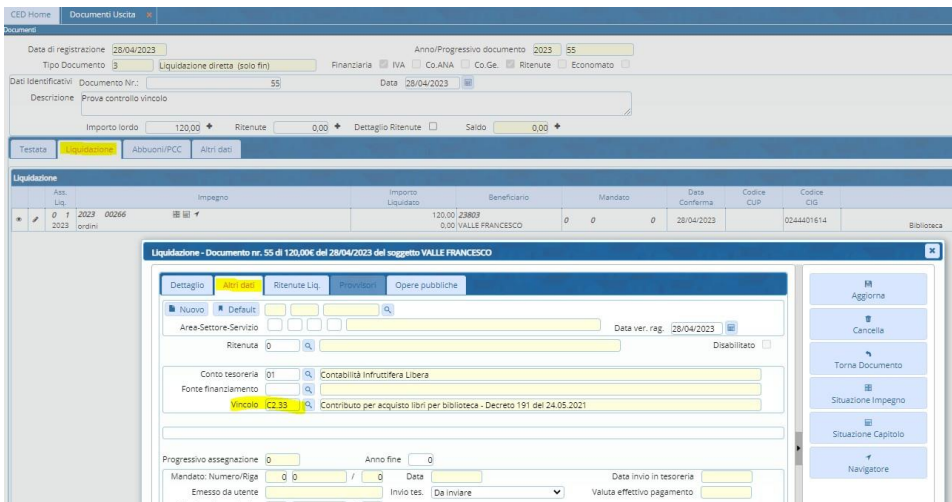 CED Home Documenti Uscita ×
Documenti
Data di registrazione 28/04/2023 Anno/Progressivo documento 2023 55
Tipo Documento 3 Liquidazione diretta (solo fin) Finanziaria IVA Co.ANA Co.Ge. Ritenute Economato
Dati Identificativi Documento Nr.: 55 Data 28/04/2023
Descrizione Prova controllo vincolo
Importo lordo 120,00 Ritenute 0,00 Dettaglio Ritenute Saldo 0,00
Testata Liquidazione Abbuoni/PCC Altri dati
Liquidazione
Ass. Liq. Impegno Importo Liquidato Beneficiario Mandato Data Conferma Codice CUP Codice CIG
0 1 2023 00266 120,00 23803 0 0 0 28/04/2023 0244401614
2023 ordini 0,00 VALLE FRANCESCO Biblioteca
Liquidazione - Documento nr. 55 di 120,00€ del 28/04/2023 del soggetto VALLE FRANCESCO
Dettaglio Altri dati Ritenute Liq. Provvisori Opere pubbliche
Nuovo Default
Area-Settore-Servizio Data ver. rag. 28/04/2023
Ritenuta 0 Disabilitato
Conto tesoreria 01 Contabilità Infruttifera Libera
Fonte finanziamento
Vincolo C2.33 Contributo per acquisto libri per biblioteca - Decreto 191 del 24.05.2021
Progressivo assegnazione 0 Anno fine 0
Mandato: Numero/Riga 0 0 / 0 Data Data invio in tesoreria
Emesso da utente Invio tes. Da inviare Valuta effettivo pagamento
Aggiorna
Cancella
Torna Documento
Situazione Impegno
Situazione Capitolo
Navigatore